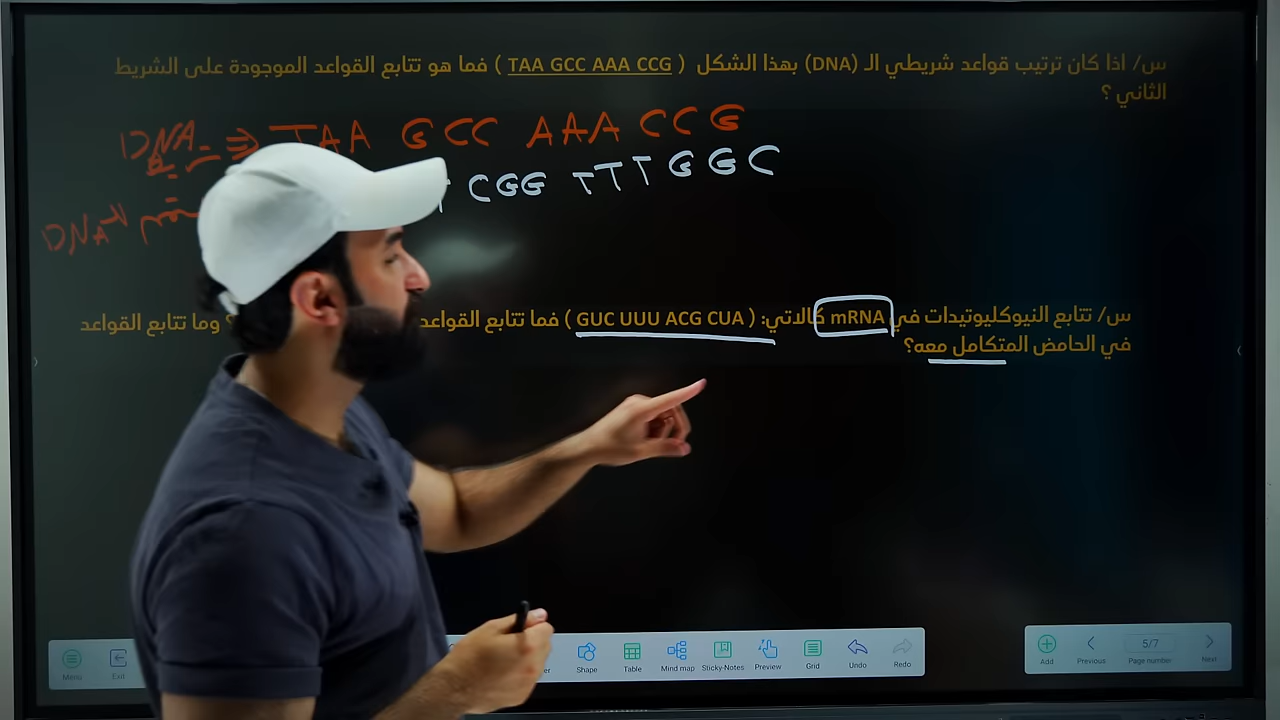 س/ اذا كان ترتيب قواعد شريطي الـ (DNA) بهذا الشكل ( TAA GCC AAA CCG ) فما هو تتابع القواعد الموجودة على الشريط
الثاني ؟
DNA ⇒ TAA GCC AAA CCG
CGG TTT GGC
DNA
س/ تتابع النيوكليوتيدات في mRNA كالاتي: ( GUC UUU ACG CUA ) فما تتابع القواعد ؟ وما تتابع القواعد
في الحامض المتكامل معه؟
Menu
Exit
Shape
Table
Mind map
Sticky-Notes
Preview
Grid
Undo
Redo
Add
Previous
5/7
Page number
Next